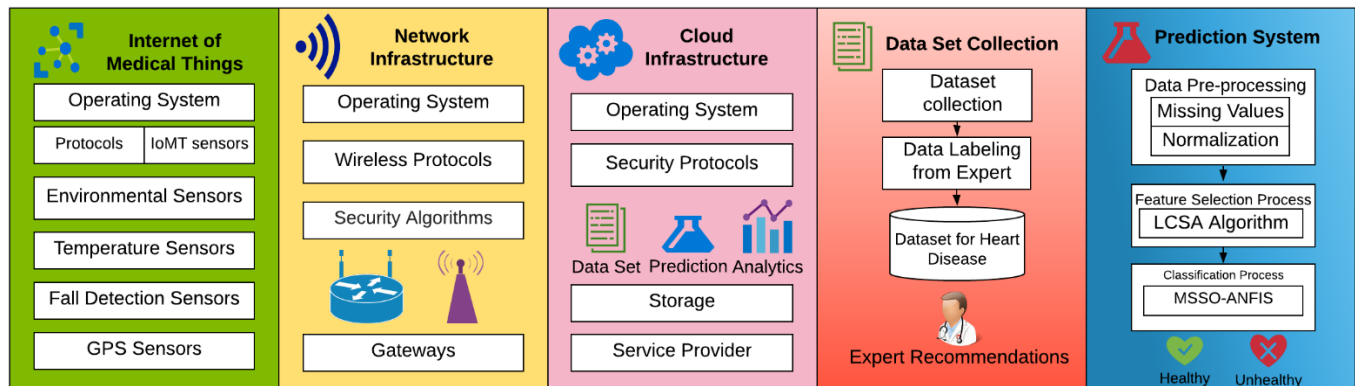 Internet of
Medical Things
Operating System
Protocols
IoMT sensors
Environmental Sensors
Temperature Sensors
Fall Detection Sensors
GPS Sensors
Network
Infrastructure
Operating System
Wireless Protocols
Security Algorithms
Gateways
Cloud
Infrastructure
Operating System
Security Protocols
Data Set
Prediction
Analytics
Storage
Service Provider
Data Set Collection
Dataset
collection
Data Labeling
from Expert
Dataset for Heart
Disease
Expert Recommendations
Prediction System
Data Pre-processing
Missing Values
Normalization
Feature Selection Process
LCSA Algorithm
Classification Process
MSSO-ANFIS
Healthy
Unhealthy